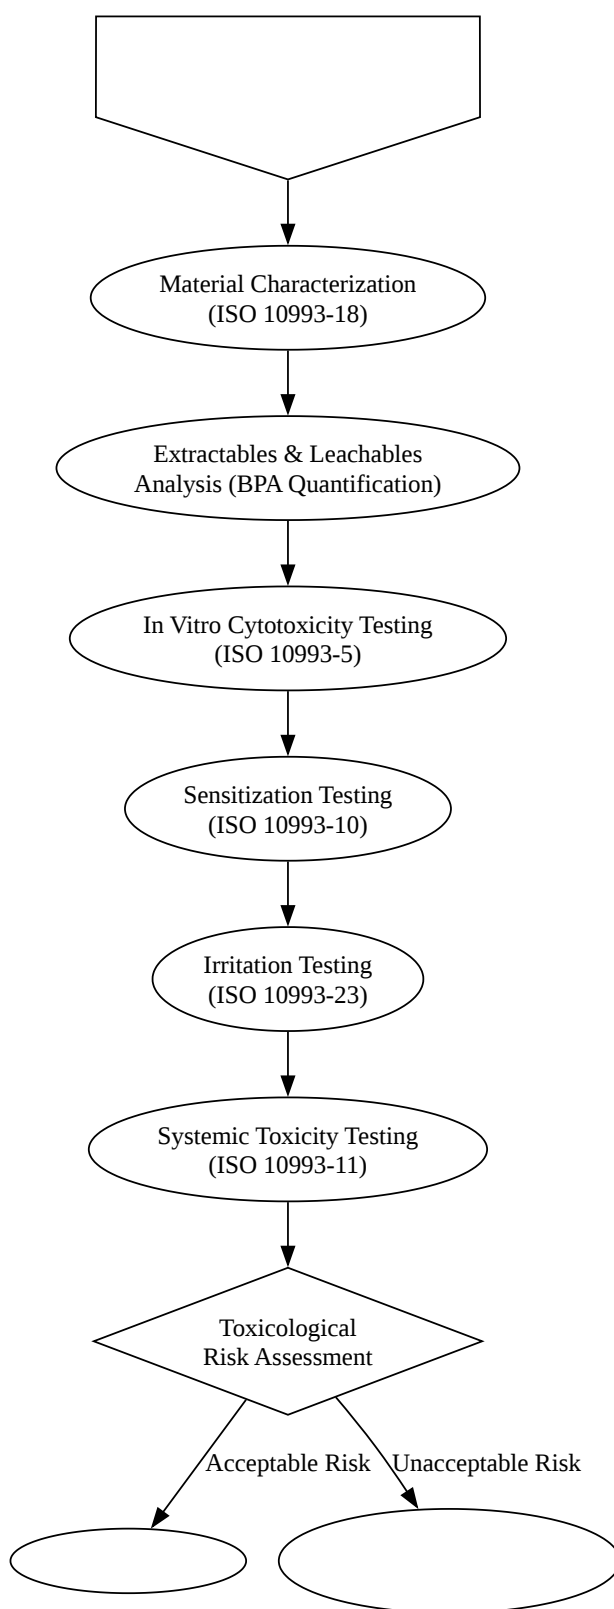 Material Characterization
(ISO 10993-18)
Extractables & Leachables
Analysis (BPA Quantification)
In Vitro Cytotoxicity Testing
(ISO 10993-5)
Sensitization Testing
(ISO 10993-10)
Irritation Testing
(ISO 10993-23)
Systemic Toxicity Testing
(ISO 10993-11)
Toxicological
Risk Assessment
Acceptable Risk
Unacceptable Risk